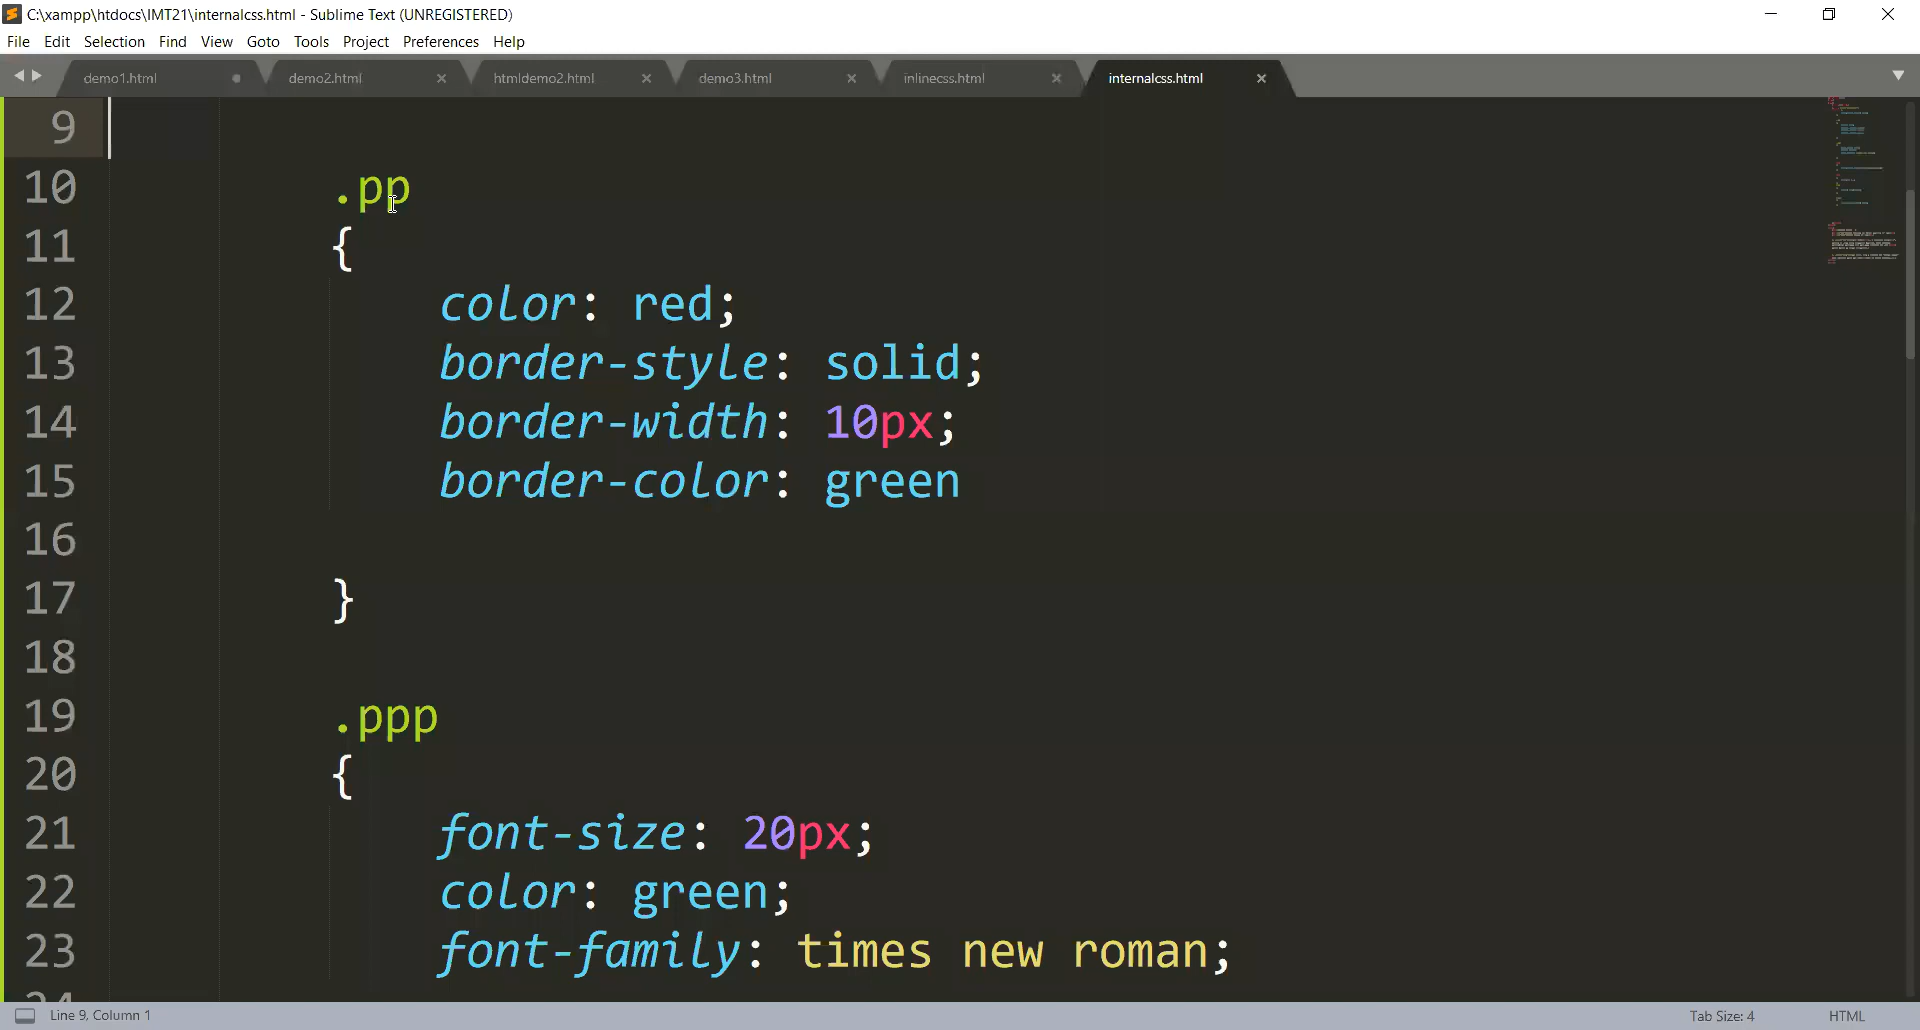 C:\xampp\htdocs\IMT21\internalcss.html - Sublime Text (UNREGISTERED)
File Edit Selection Find View Goto Tools Project Preferences Help
demo1.html demo2.html htmldemo2.html demo3.html inlinecss.html internalcss.html
9
10 .pp
11 {
12 color: red;
13 border-style: solid;
14 border-width: 10px;
15 border-color: green
16
17 }
18
19 .ppp
20 {
21 font-size: 20px;
22 color: green;
23 font-family: times new roman;
24
Line 9, Column 1 Tab Size: 4 HTML